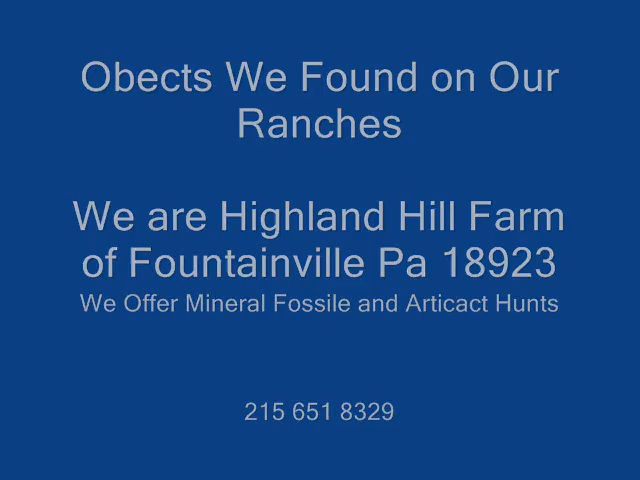 Obects We Found on Our
Ranches
We are Highland Hill Farm
of Fountainville Pa 18923
We Offer Mineral Fossile and Articact Hunts
215 651 8329